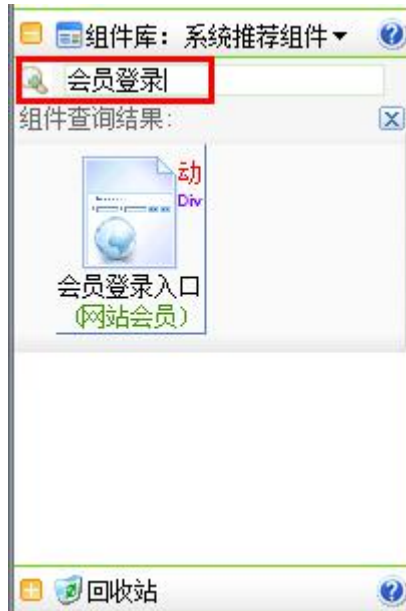 组件库：系统推荐组件
会员登录
组件查询结果：
动
Div
会员登录入口
(网站会员)
回收站